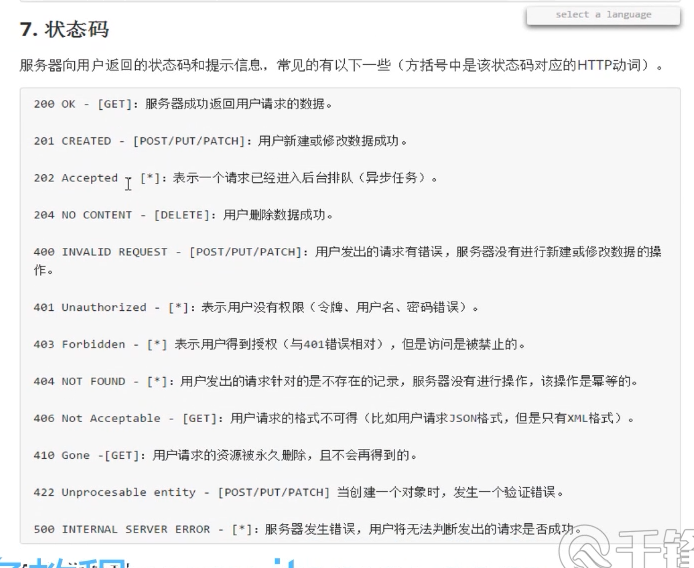 select a language
7. 状态码
服务器向用户返回的状态码和提示信息，常见的有以下一些（方括号中是该状态码对应的HTTP动词）。
200 OK - [GET]：服务器成功返回用户请求的数据。
201 CREATED - [POST/PUT/PATCH]：用户新建或修改数据成功。
202 Accepted - [*]：表示一个请求已经进入后台排队（异步任务）。
204 NO CONTENT - [DELETE]：用户删除数据成功。
400 INVALID REQUEST - [POST/PUT/PATCH]：用户发出的请求有错误，服务器没有进行新建或修改数据的操
作。
401 Unauthorized - [*]：表示用户没有权限（令牌、用户名、密码错误）。
403 Forbidden - [*] 表示用户得到授权（与401错误相对），但是访问是被禁止的。
404 NOT FOUND - [*]：用户发出的请求针对的是不存在的记录，服务器没有进行操作，该操作是幂等的。
406 Not Acceptable - [GET]：用户请求的格式不可得（比如用户请求JSON格式，但是只有XML格式）。
410 Gone -[GET]：用户请求的资源被永久删除，且不会再得到的。
422 Unprocesable entity - [POST/PUT/PATCH] 当创建一个对象时，发生一个验证错误。
500 INTERNAL SERVER ERROR - [*]：服务器发生错误，用户将无法判断发出的请求是否成功。
千锋